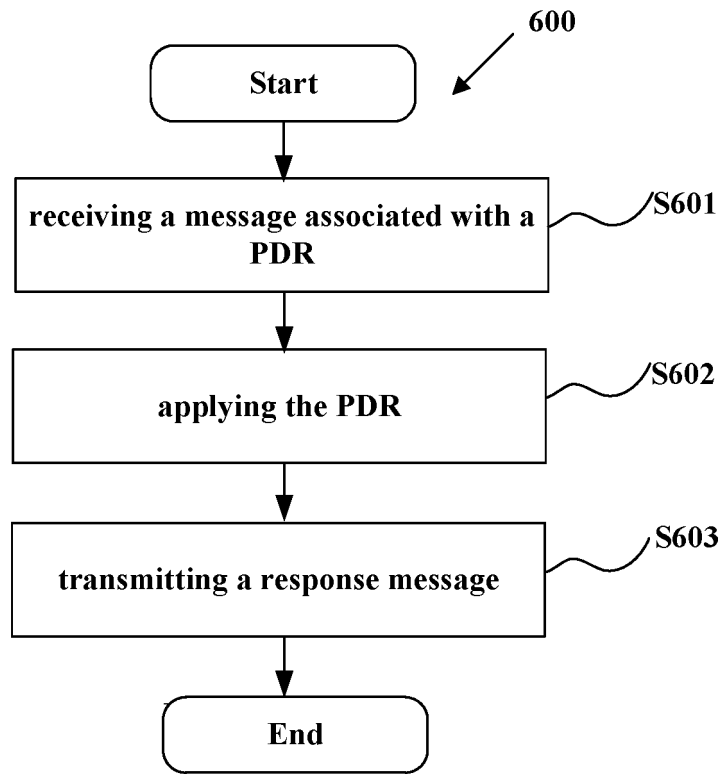 600
Start
receiving a message associated with a
PDR
S601
applying the PDR
S602
transmitting a response message
S603
End